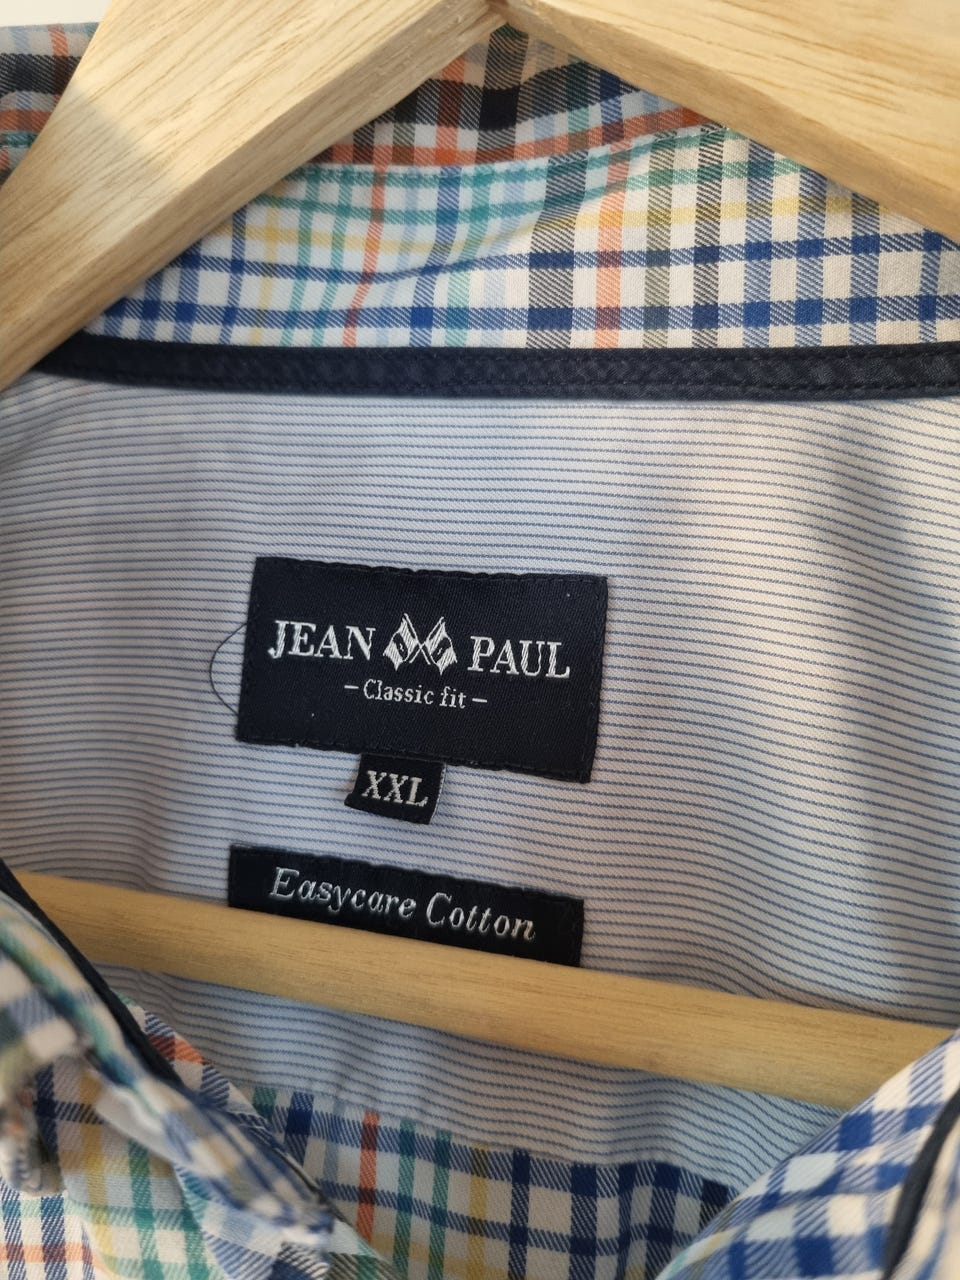 JEAN PAUL
- Classic fit -
XXL
Easycare Cotton